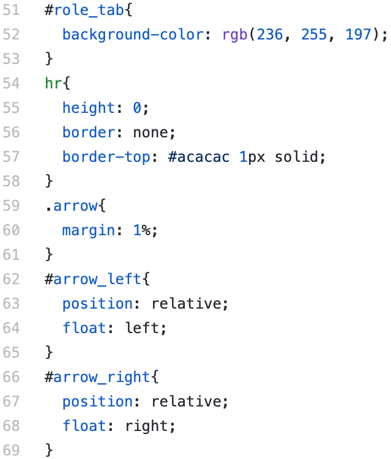 51 #role_tab{
52   background-color: rgb(236, 255, 197);
53 }
54 hr{
55   height: 0;
56   border: none;
57   border-top: #acacac 1px solid;
58 }
59 .arrow{
60   margin: 1%;
61 }
62 #arrow_left{
63   position: relative;
64   float: left;
65 }
66 #arrow_right{
67   position: relative;
68   float: right;
69 }